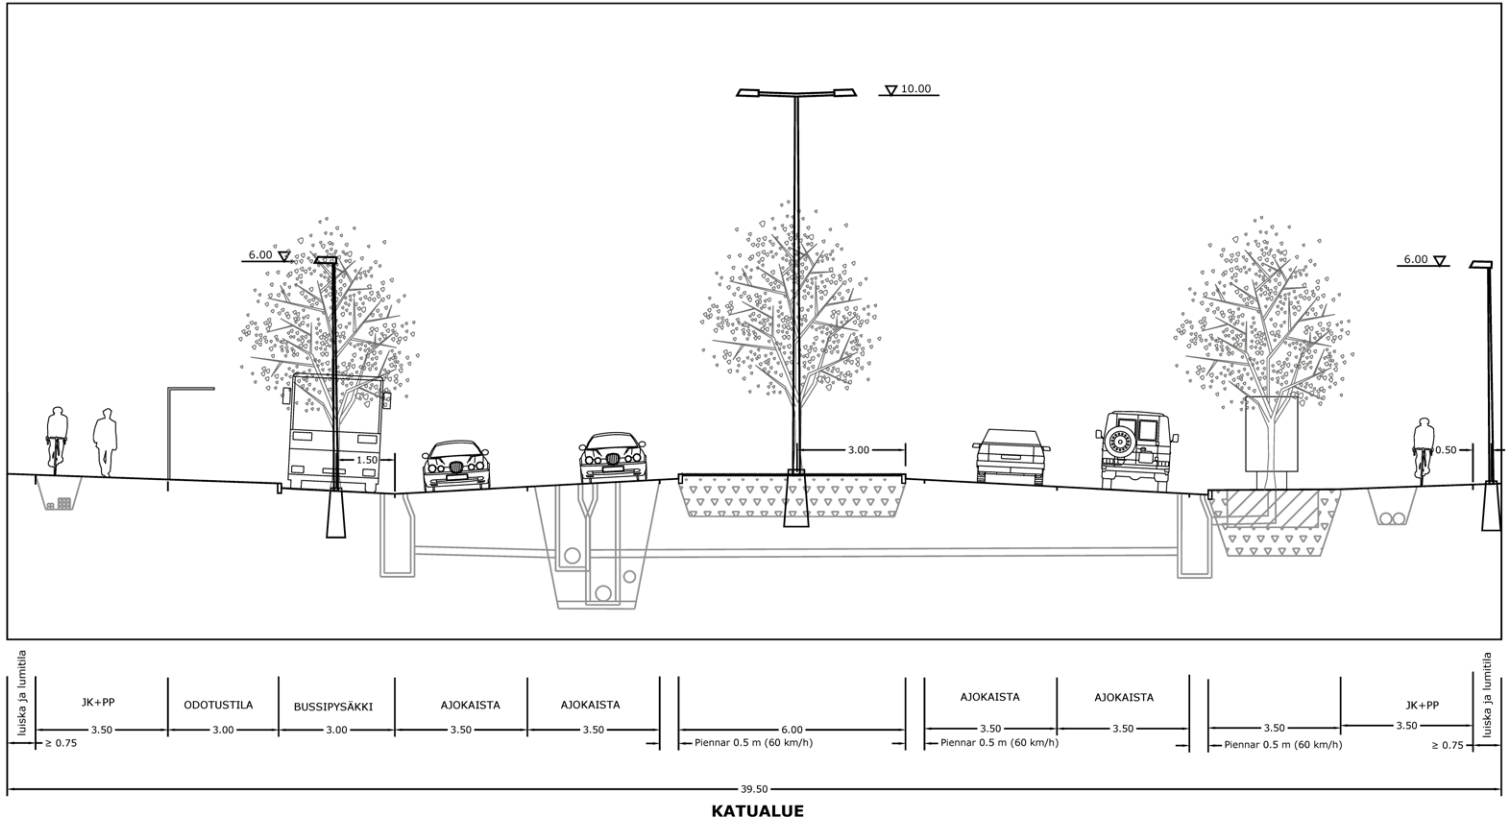 10.00
6.00
6.00
1.50
3.00
0.50
luiska ja lumitila
JK+PP
ODOTUSTILA
BUSSIPYSÄKKI
AJOKAISTA
AJOKAISTA
AJOKAISTA
AJOKAISTA
JK+PP
luiska ja lumitila
3.50
3.00
3.00
3.50
3.50
6.00
3.50
3.50
3.50
3.50
≥ 0.75
Piennar 0.5 m (60 km/h)
Piennar 0.5 m (60 km/h)
Piennar 0.5 m (60 km/h)
≥ 0.75
39.50
KATUALUE